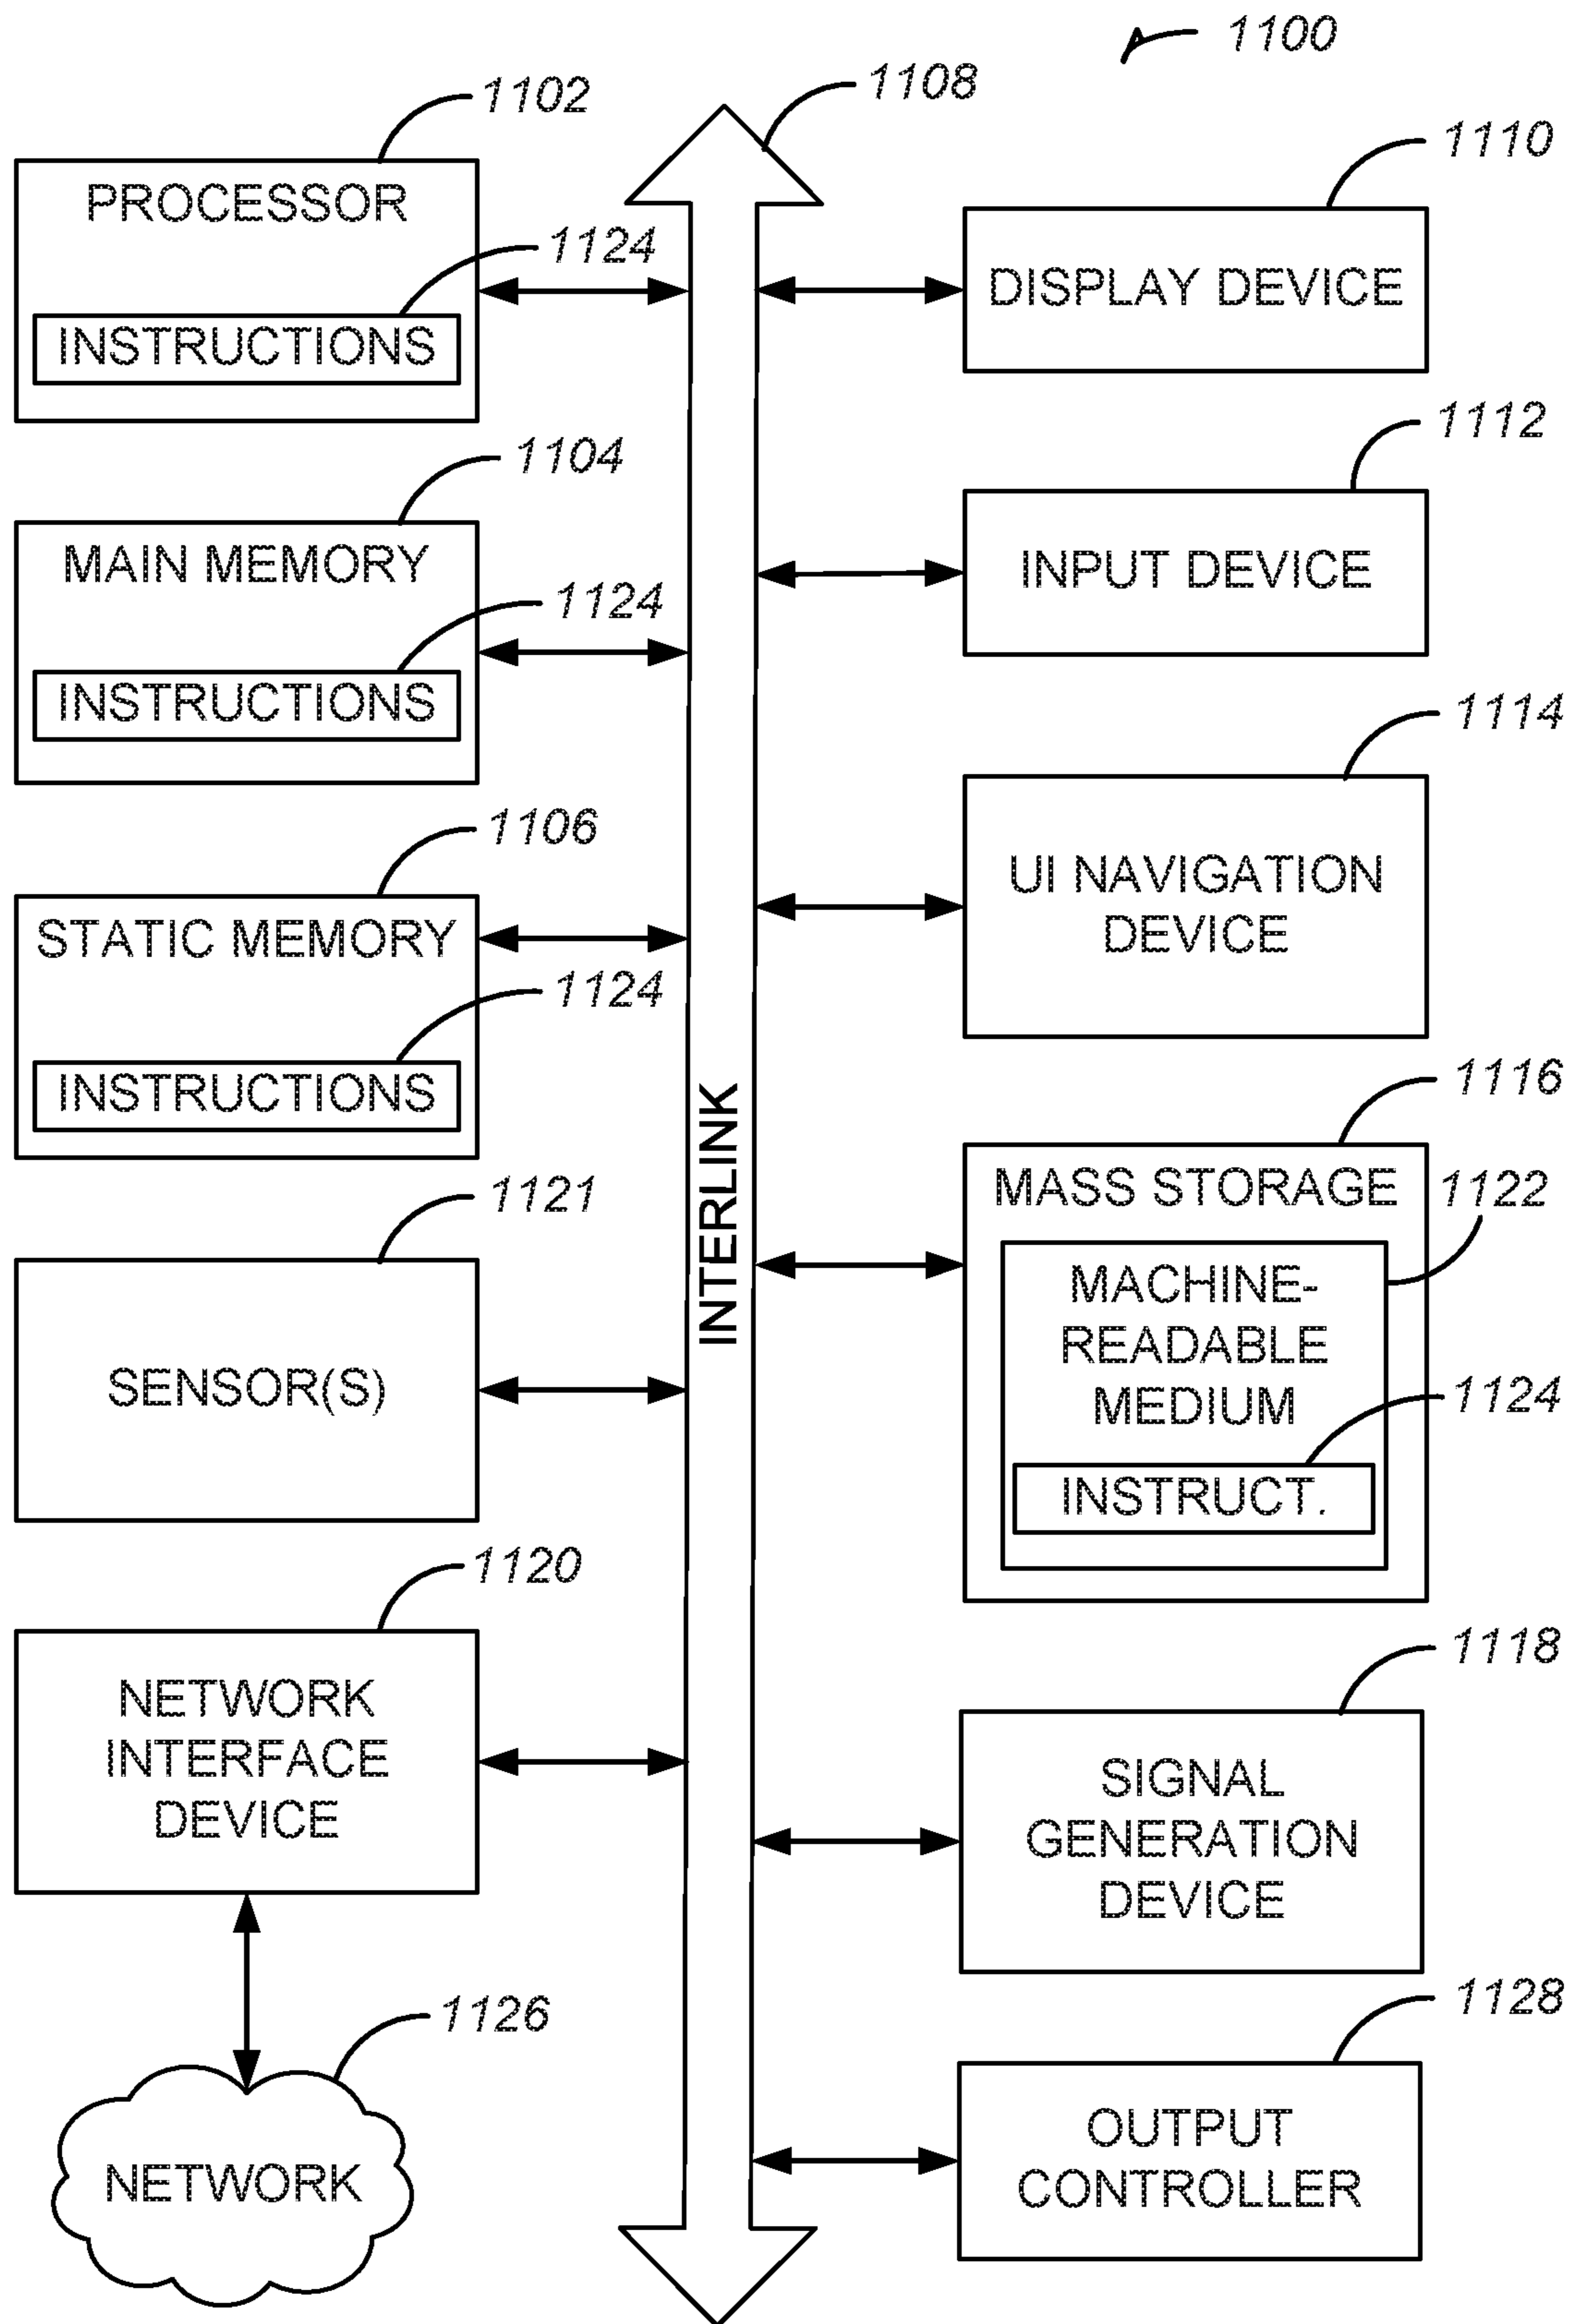 1100
1108
1102
PROCESSOR
1124
INSTRUCTIONS
1104
MAIN MEMORY
1124
INSTRUCTIONS
1106
STATIC MEMORY
1124
INSTRUCTIONS
1121
SENSOR(S)
1120
NETWORK
INTERFACE
DEVICE
1126
NETWORK
INTERLINK
1110
DISPLAY DEVICE
1112
INPUT DEVICE
1114
UI NAVIGATION
DEVICE
1116
MASS STORAGE
1122
MACHINE-
READABLE
MEDIUM
1124
INSTRUCT.
1118
SIGNAL
GENERATION
DEVICE
1128
OUTPUT
CONTROLLER